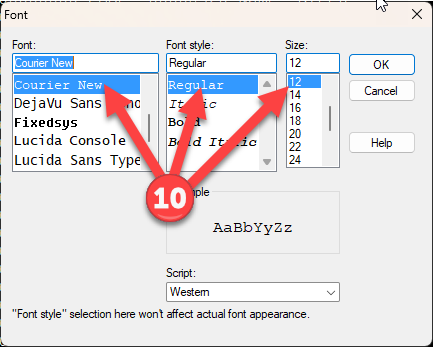 Font
Font: Font style: Size:
Courier New Regular 12 OK
Courier New Regular 12
DejaVu Sans Italic 14 Cancel
Fixedsys Bold 16
Lucida Console Bold Italic 18
Lucida Sans Type 20 Help
22
24
10
AaBbYyZz
Script:
Western
"Font style" selection here won't affect actual font appearance.